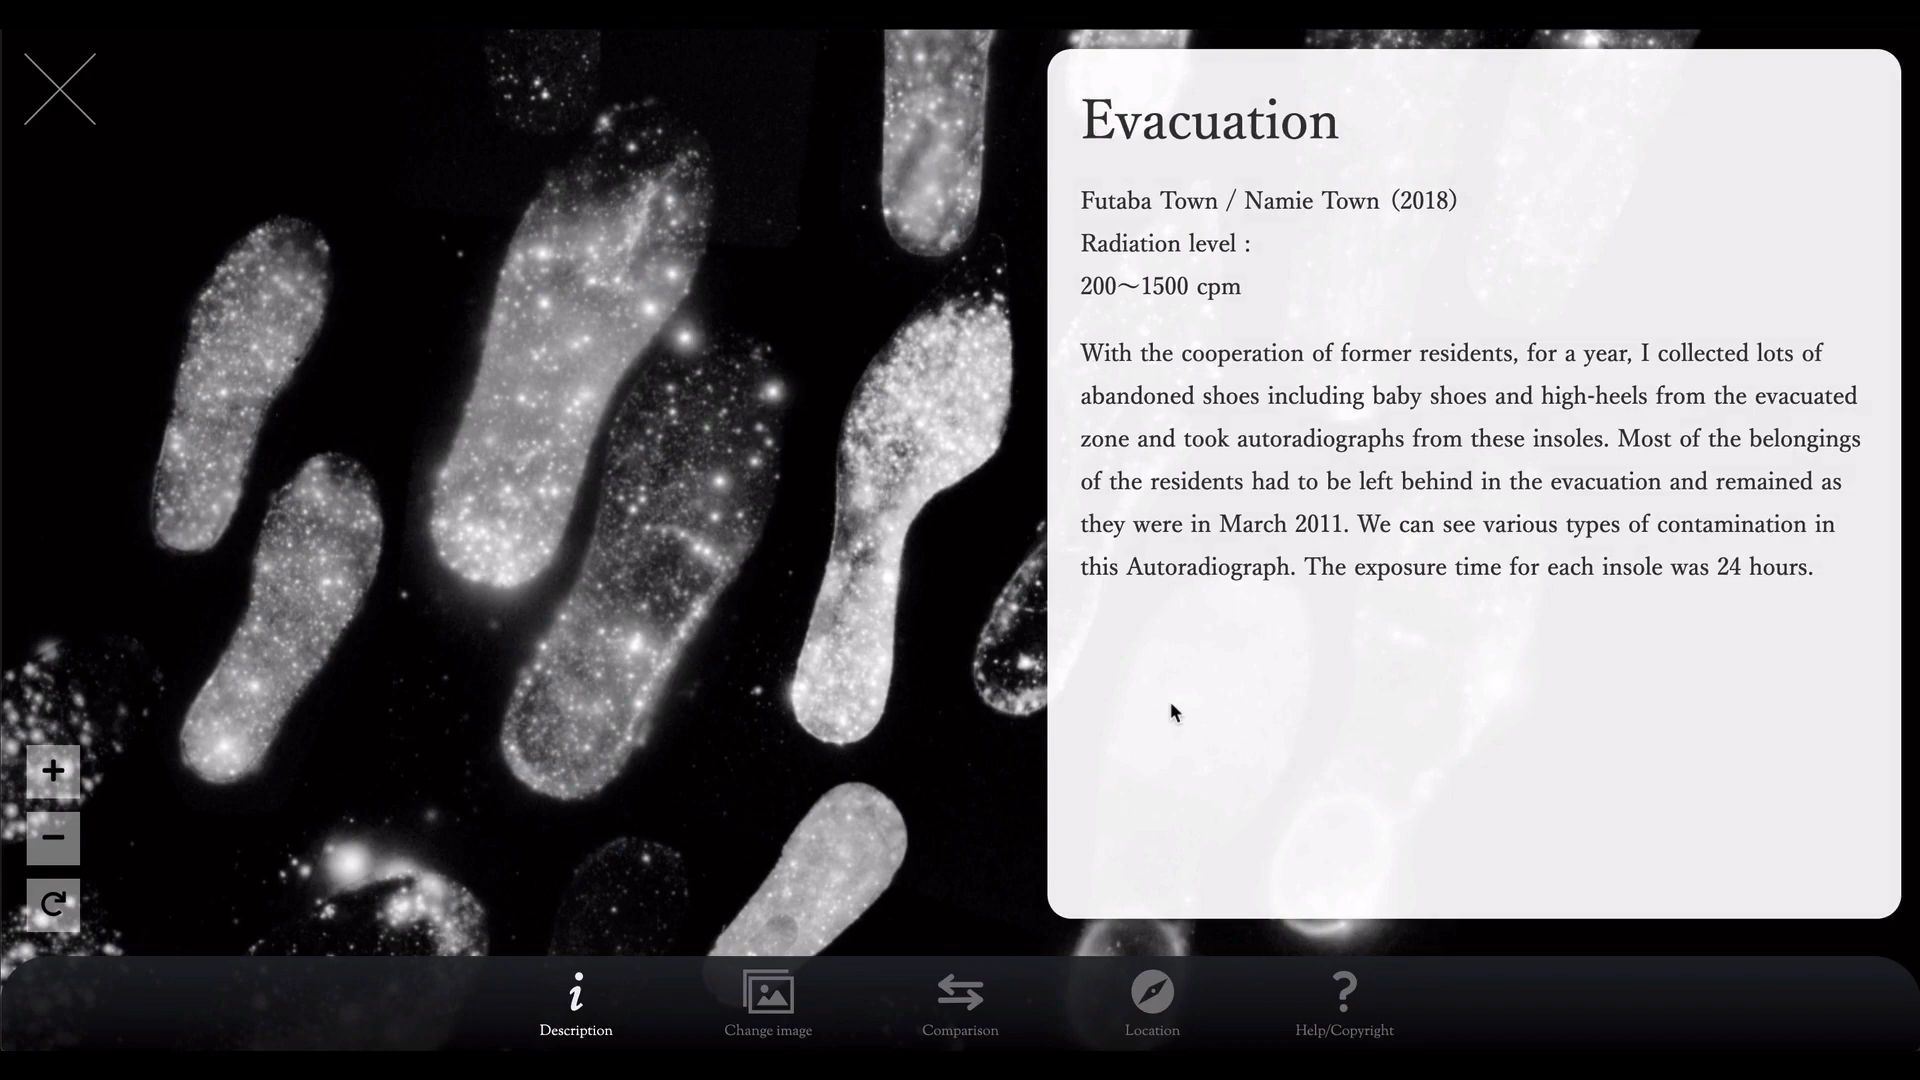 Evacuation
Futaba Town / Namie Town (2018)
Radiation level :
200〜1500 cpm
With the cooperation of former residents, for a year, I collected lots of
abandoned shoes including baby shoes and high-heels from the evacuated
zone and took autoradiographs from these insoles. Most of the belongings
of the residents had to be left behind in the evacuation and remained as
they were in March 2011. We can see various types of contamination in
this Autoradiograph. The exposure time for each insole was 24 hours.
Description
Change image
Comparison
Location
Help/Copyright